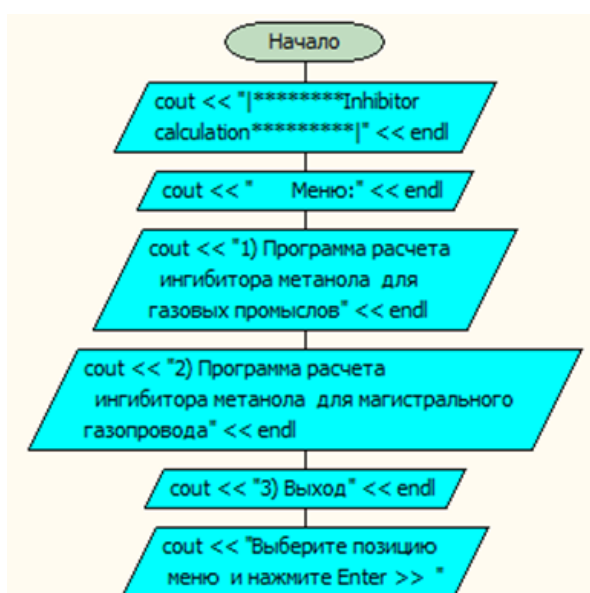 Начало
cout << "|********Inhibitor
calculation*********|" << endl
cout << "      Меню:" << endl
cout << "1) Программа расчета
ингибитора метанола  для
газовых промыслов" << endl
cout << "2) Программа расчета
ингибитора метанола  для магистрального
газопровода" << endl
cout << "3) Выход" << endl
cout << "Выберите позицию
меню  и нажмите Enter >>  "